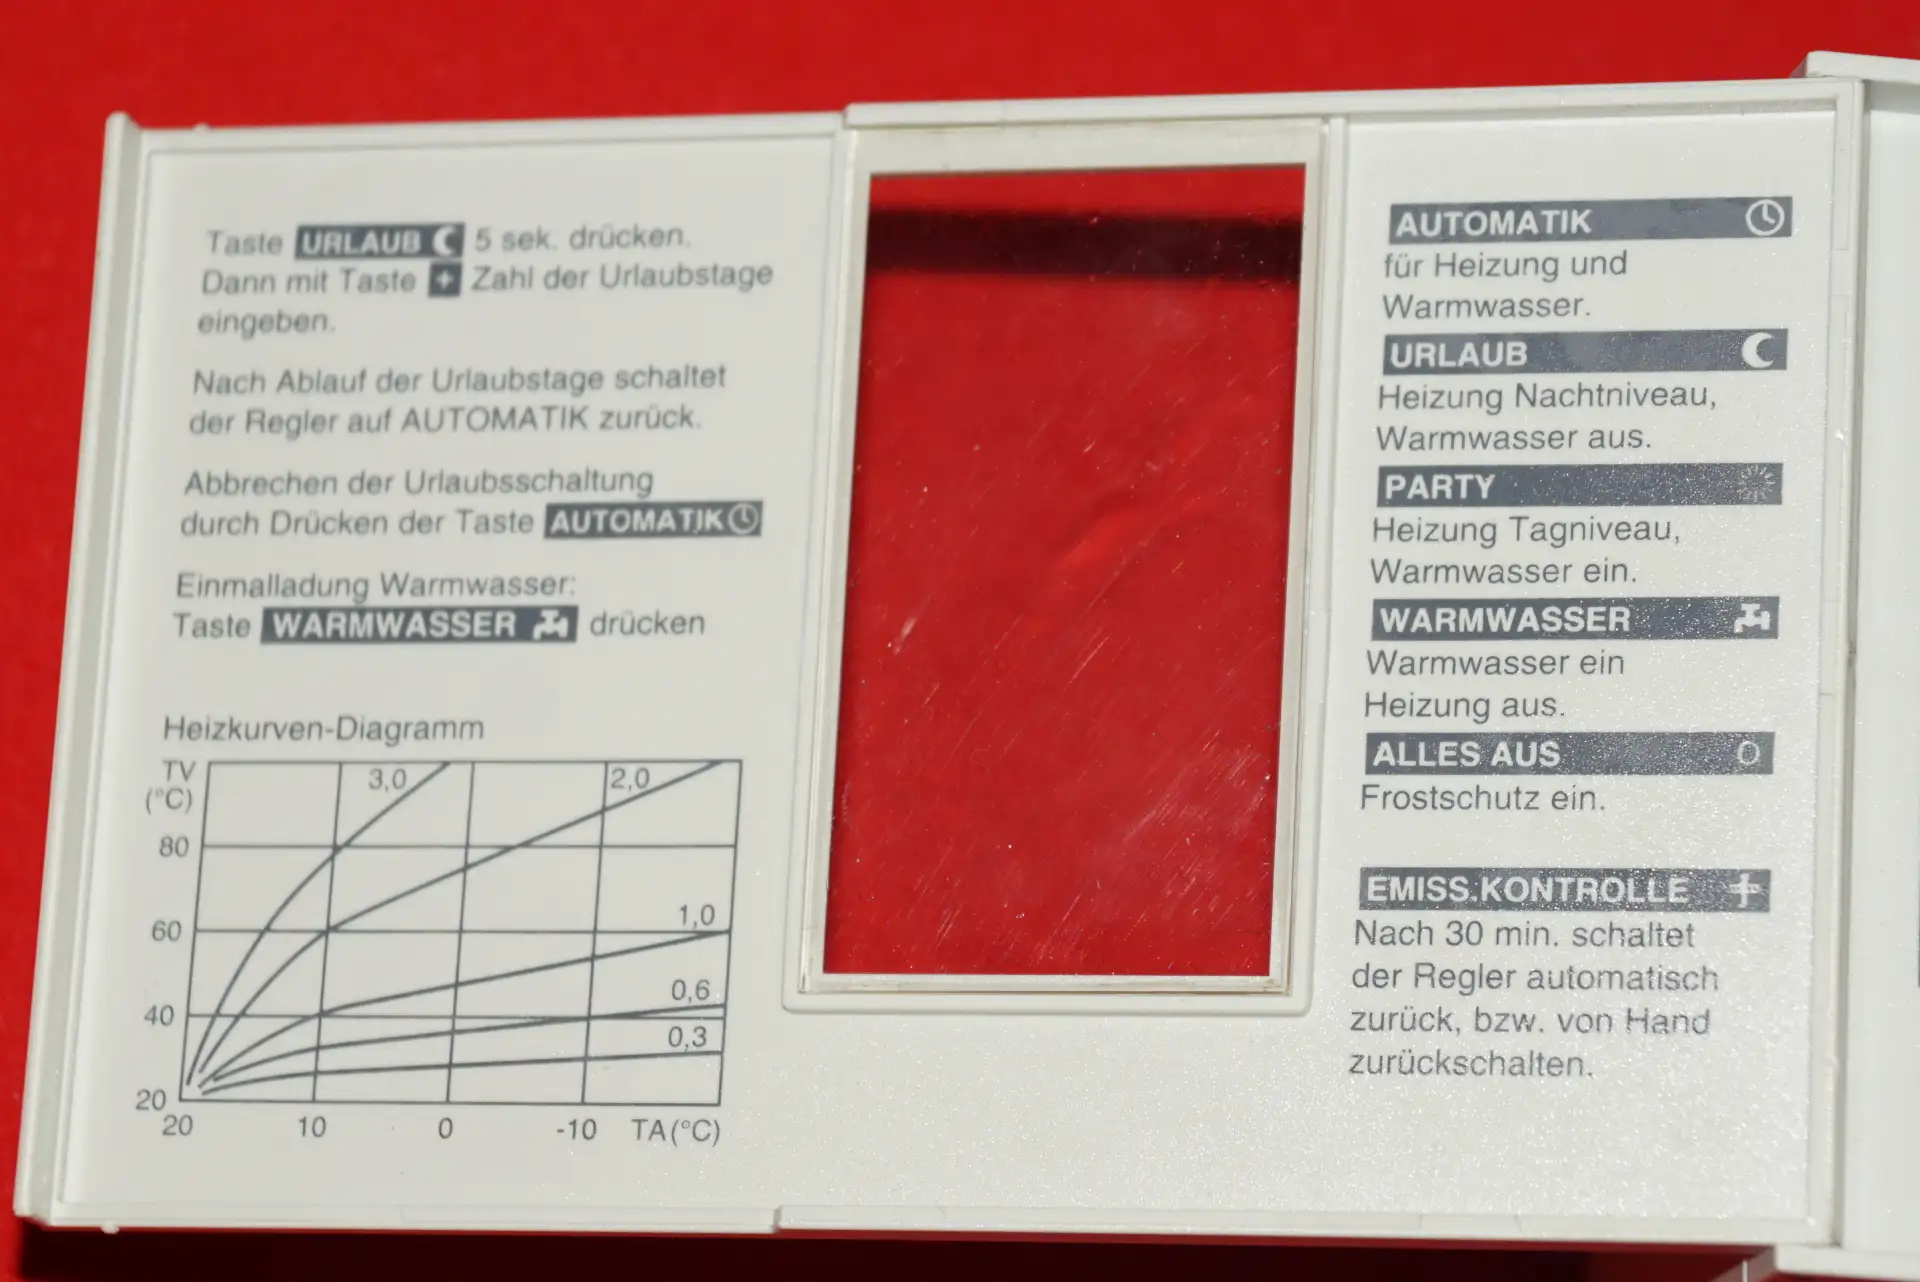 Taste URLAUB 5 sek. drücken.
Dann mit Taste + Zahl der Urlaubstage
eingeben.
Nach Ablauf der Urlaubstage schaltet
der Regler auf AUTOMATIK zurück.
Abbrechen der Urlaubsschaltung
durch Drücken der Taste AUTOMATIK
Einmalladung Warmwasser:
Taste WARMWASSER drücken
Heizkurven-Diagramm
TV
(°C)
3,0
2,0
80
1,0
60
0,6
40
0,3
20
20 10 0 -10 TA(°C)
AUTOMATIK
für Heizung und
Warmwasser.
URLAUB
Heizung Nachtniveau,
Warmwasser aus.
PARTY
Heizung Tagniveau,
Warmwasser ein.
WARMWASSER
Warmwasser ein
Heizung aus.
ALLES AUS
Frostschutz ein.
EMISS.KONTROLLE
Nach 30 min. schaltet
der Regler automatisch
zurück, bzw. von Hand
zurückschalten.